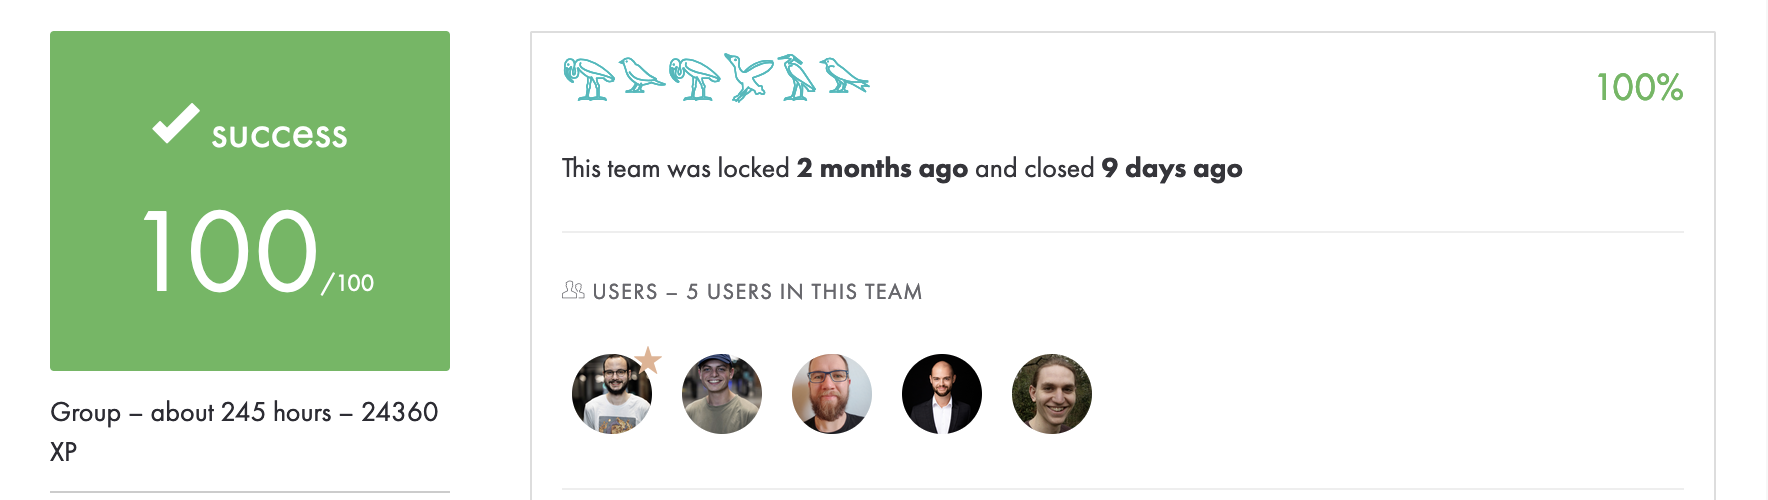 success
100/100
Group – about 245 hours – 24360
XP
100%
This team was locked 2 months ago and closed 9 days ago
USERS – 5 USERS IN THIS TEAM